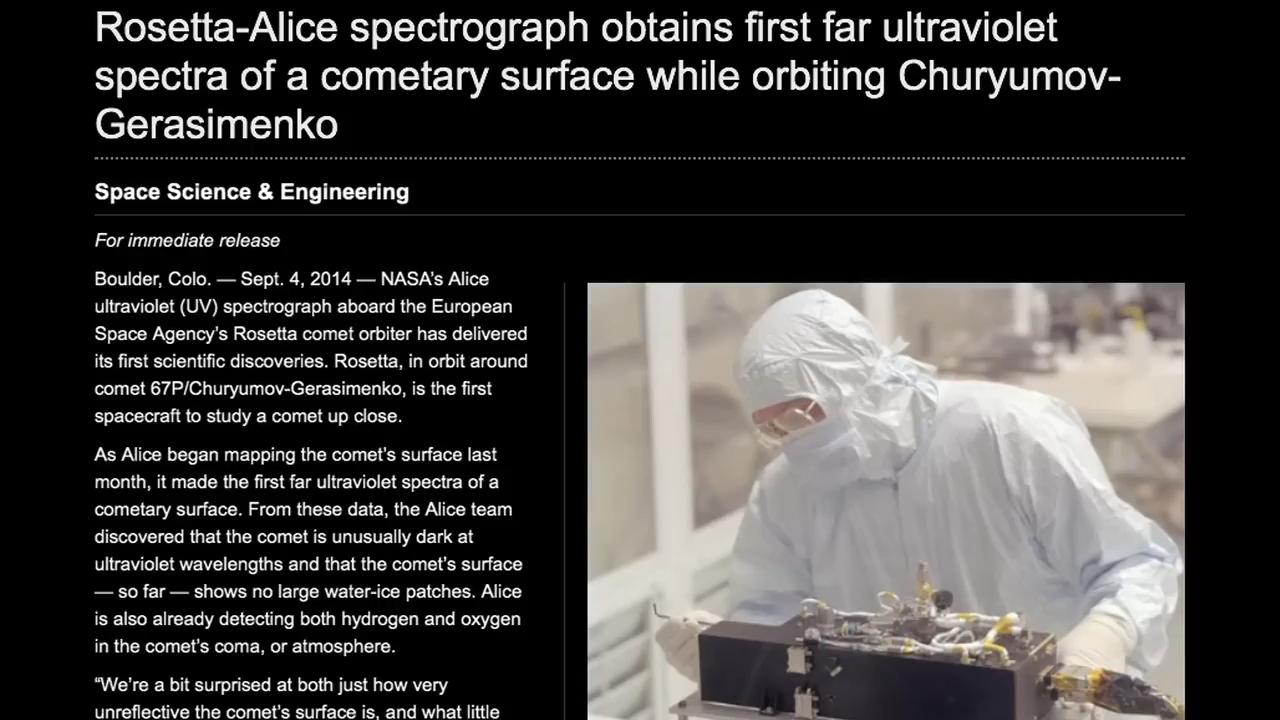 Rosetta-Alice spectrograph obtains first far ultraviolet
spectra of a cometary surface while orbiting Churyumov-
Gerasimenko
Space Science & Engineering
For immediate release
Boulder, Colo. — Sept. 4, 2014 — NASA's Alice
ultraviolet (UV) spectrograph aboard the European
Space Agency's Rosetta comet orbiter has delivered
its first scientific discoveries. Rosetta, in orbit around
comet 67P/Churyumov-Gerasimenko, is the first
spacecraft to study a comet up close.
As Alice began mapping the comet's surface last
month, it made the first far ultraviolet spectra of a
cometary surface. From these data, the Alice team
discovered that the comet is unusually dark at
ultraviolet wavelengths and that the comet's surface
— so far — shows no large water-ice patches. Alice
is also already detecting both hydrogen and oxygen
in the comet's coma, or atmosphere.
“We're a bit surprised at both just how very
unreflective the comet's surface is, and what little